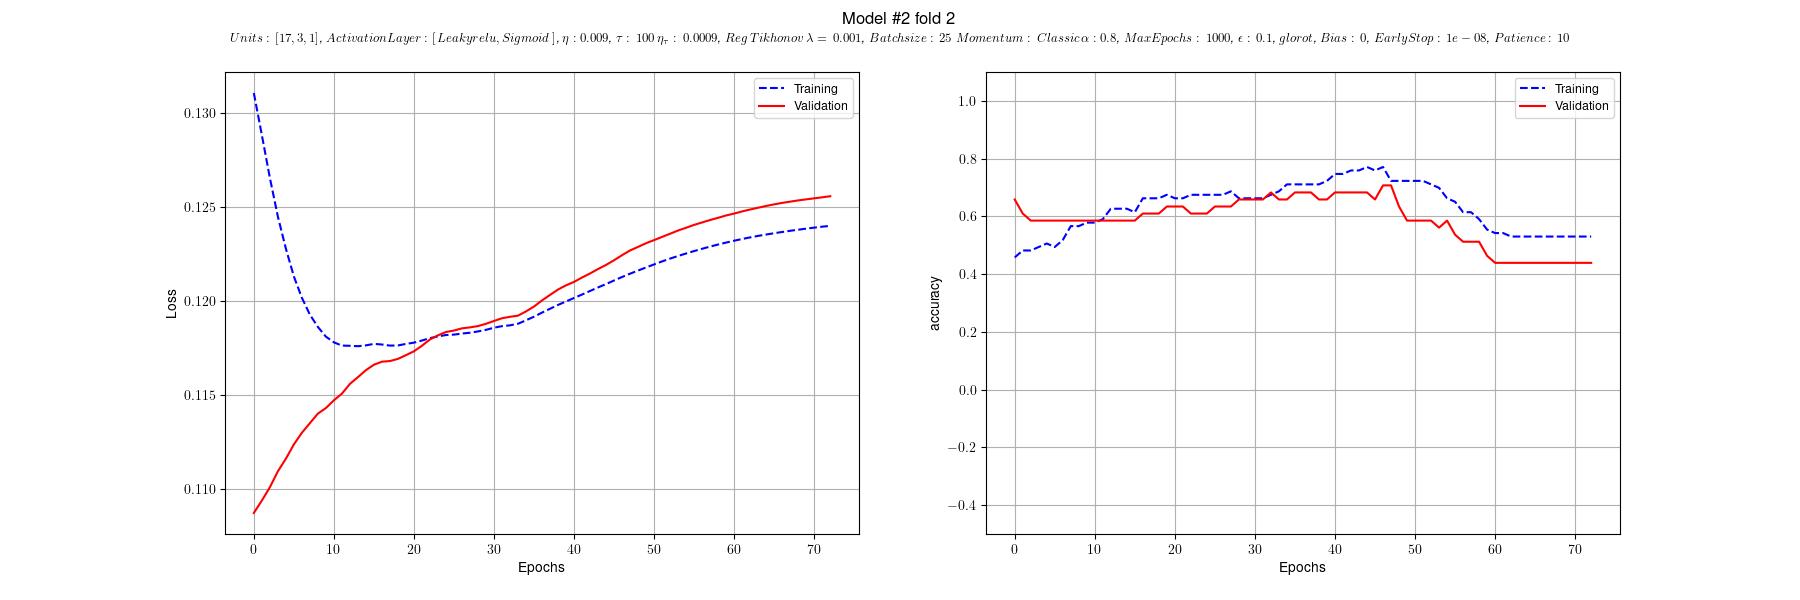 Model #2 fold 2
Units : [17, 3, 1], ActivationLayer : [Leakyrelu, Sigmoid ], η : 0.009, τ : 100 ητ : 0.0009, Reg Tikhonov λ = 0.001, Batchsize : 25 Momentum : Classicα : 0.8, MaxEpochs : 1000, ϵ : 0.1, glorot, Bias : 0, EarlyStop : 1e − 08, Patience : 10
Training
Validation
0.130
0.125
0.120
0.115
0.110
Loss
0 10 20 30 40 50 60 70
Epochs
Training
Validation
1.0
0.8
0.6
0.4
0.2
0.0
−0.2
−0.4
accuracy
0 10 20 30 40 50 60 70
Epochs